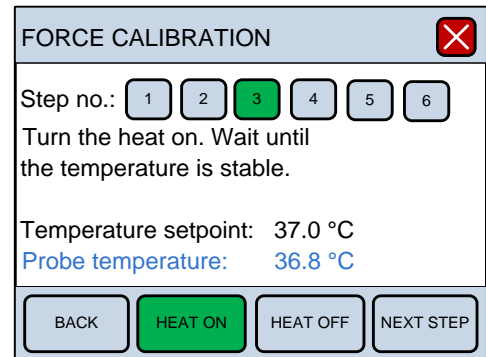 FORCE CALIBRATION
Step no.: 1 2 3 4 5 6
Turn the heat on. Wait until
the temperature is stable.
Temperature setpoint: 37.0 °C
Probe temperature: 36.8 °C
BACK HEAT ON HEAT OFF NEXT STEP